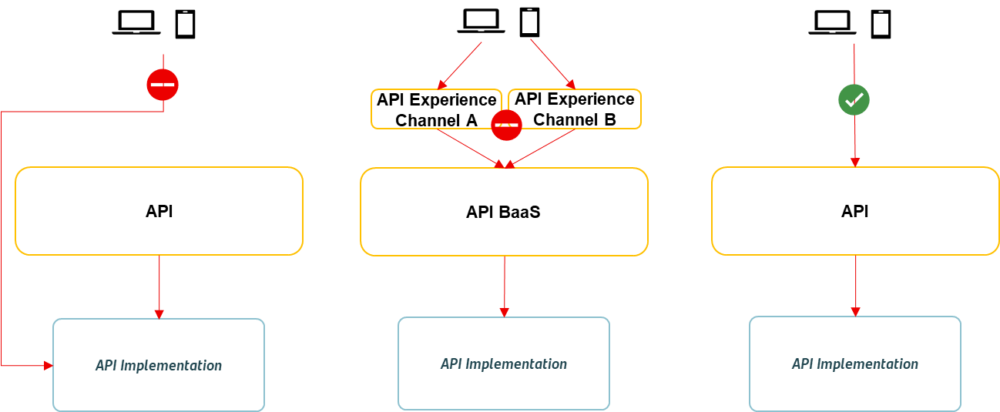 API Experience
Channel A
API Experience
Channel B
API
API BaaS
API
API Implementation
API Implementation
API Implementation